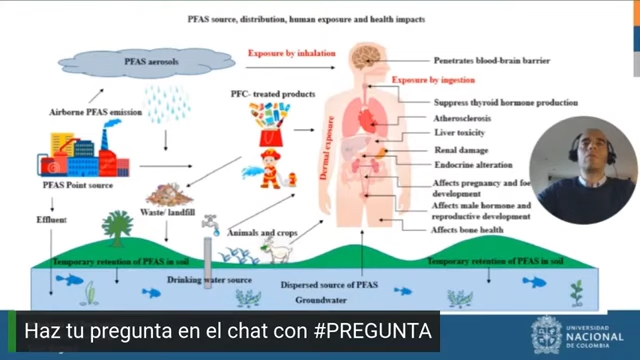 PFAS source, distribution, human exposure and health impacts
Exposure by inhalation
PFAS aerosols
Penetrates blood-brain barrier
Exposure by ingestion
PFC- treated products
Airborne PFAS emission
Suppress thyroid hormone production
Atherslerosis
Liver toxicity
Dermal exposure
Renal damage
Endocrine alteration
PFAS Point source
Affects pregnancy and foe
development
Waste/ landfill
Affects male hormone and
reproductive development
Effluent
Animals and crops
Affects bone health
Temporary retention of PFAS in soil
Temporary retention of PFAS in soil
Drinking water source
Dispersed source of PFAS
Groundwater
Haz tu pregunta en el chat con #PREGUNTA
UNIVERSIDAD
NACIONAL
DE COLOMBIA